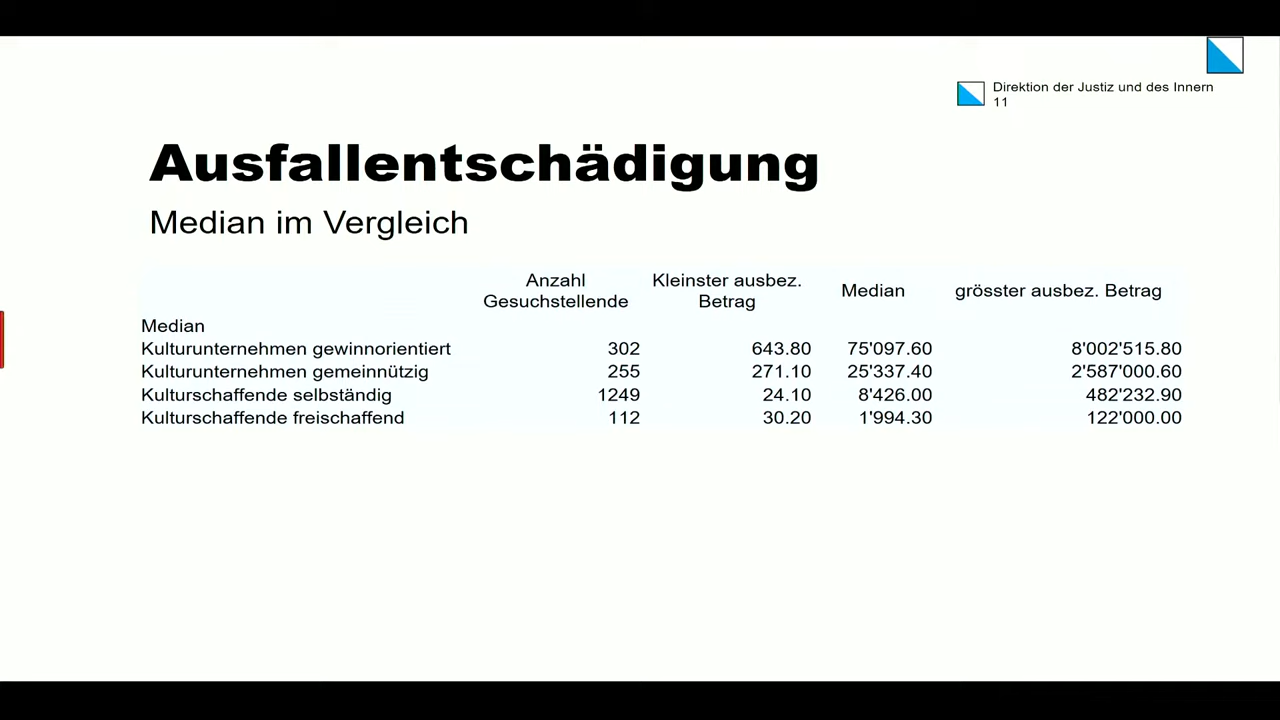 Direktion der Justiz und des Innern
11
Ausfallentschädigung
Median im Vergleich
Anzahl Gesuchstellende Kleinster ausbez. Betrag Median grösster ausbez. Betrag
Median
Kulturunternehmen gewinnorientiert 302 643.80 75'097.60 8'002'515.80
Kulturunternehmen gemeinnützig 255 271.10 25'337.40 2'587'000.60
Kulturschaffende selbständig 1249 24.10 8'426.00 482'232.90
Kulturschaffende freischaffend 112 30.20 1'994.30 122'000.00